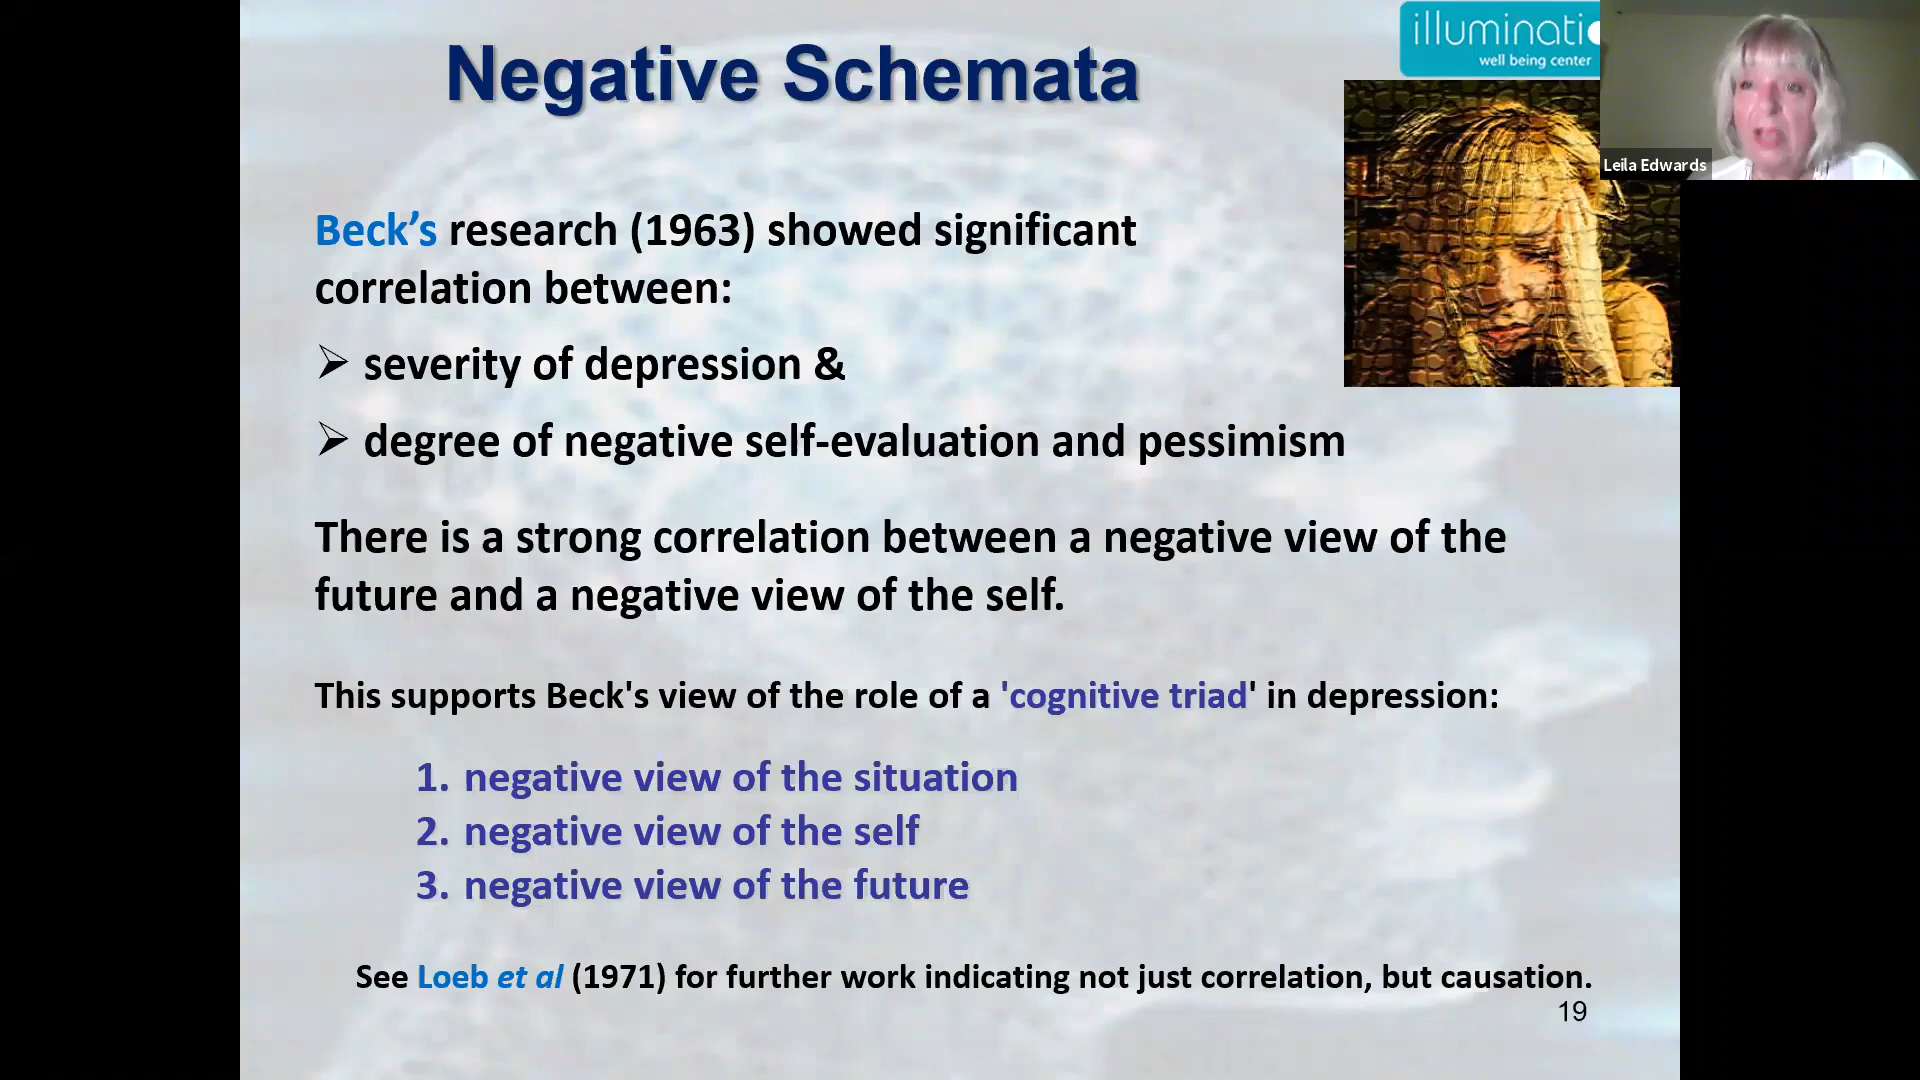 Negative Schemata
illuminati
well being center
Leila Edwards
Beck’s research (1963) showed significant
correlation between:
➢ severity of depression &
➢ degree of negative self-evaluation and pessimism
There is a strong correlation between a negative view of the
future and a negative view of the self.
This supports Beck's view of the role of a 'cognitive triad' in depression:
1. negative view of the situation
2. negative view of the self
3. negative view of the future
See Loeb et al (1971) for further work indicating not just correlation, but causation.
19